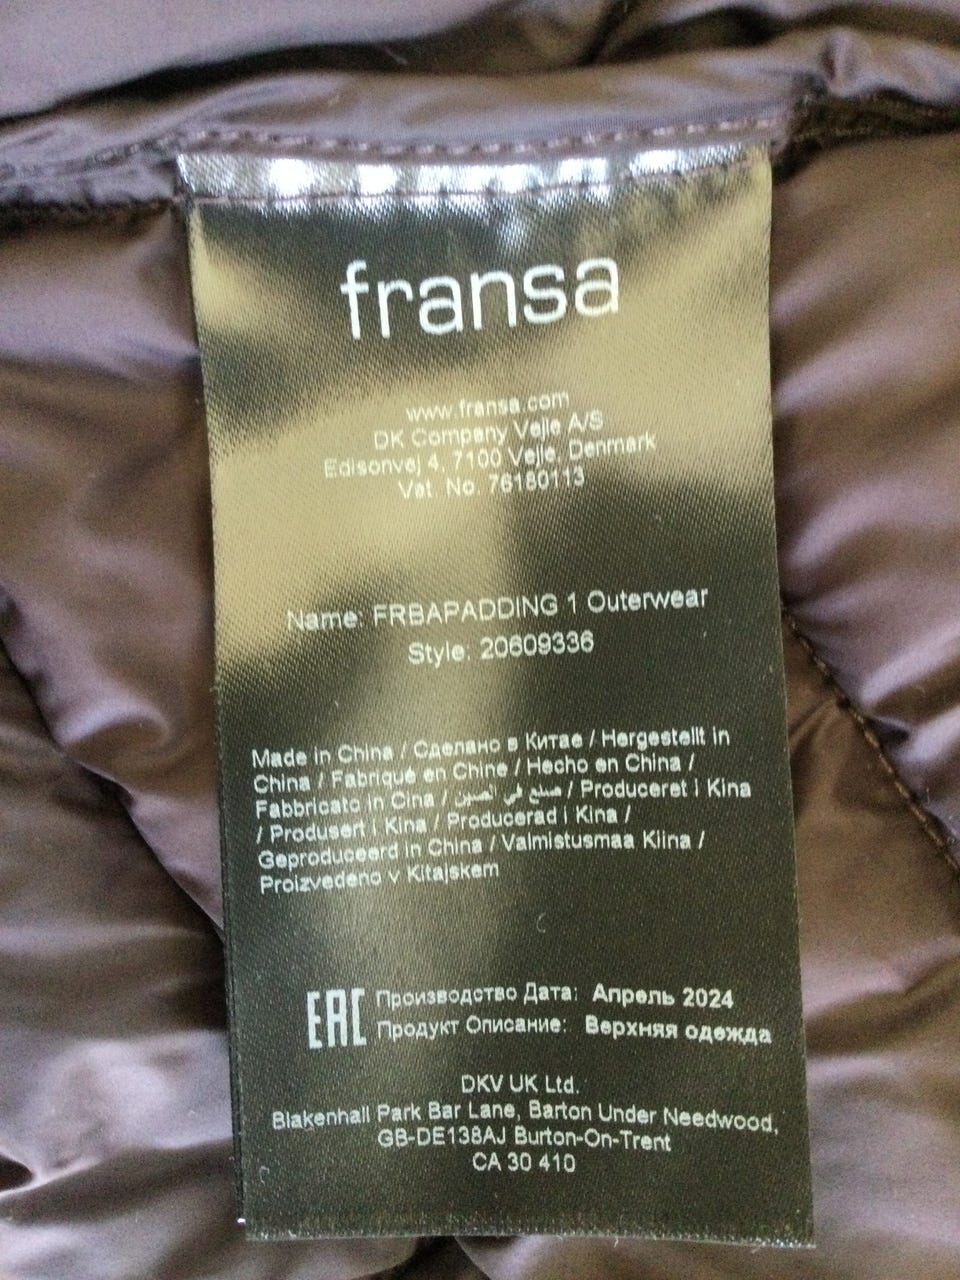 fransa
www.fransa.com
DK Company Vejle A/S
Edisonvej 4, 7100 Vejle, Denmark
Vat. No. 76180113
Name: FRBAPADDING 1 Outerwear
Style: 20609336
Made in China / Сделано в Китае / Hergestellt in
China / Fabriqué en Chine / Hecho en China /
Fabbricato in Cina / صنع في الصين / Produceret i Kina
/ Produsert i Kina / Producerad i Kina /
Geproduceerd in China / Valmistusmaa Kiina /
Proizvedeno v Kitajskem
EAC Производство Дата: Апрель 2024
Продукт Описание: Верхняя одежда
DKV UK Ltd.
Blakenhall Park Bar Lane, Barton Under Needwood,
GB-DE138AJ Burton-On-Trent
CA 30 410